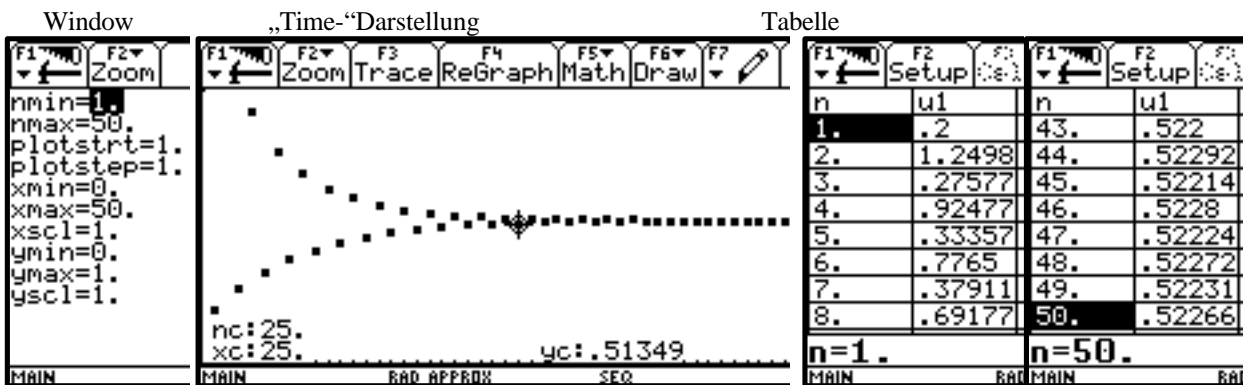 Window
„Time-“Darstellung
Tabelle
F1 F2
Zoom
nmin=1.
nmax=50.
plotstrt=1.
plotstep=1.
xmin=0.
xmax=50.
xscl=1.
ymin=0.
ymax=1.
yscl=1.
MAIN
F1 F2 F3 F4 F5 F6 F7
Zoom Trace ReGraph Math Draw
nc:25.
xc:25. yc:.51349
MAIN RAD APPROX SEQ
F1 F2
Setup
n u1
1. .2
2. 1.2498
3. .27577
4. .92477
5. .33357
6. .7765
7. .37911
8. .69177
n=1.
MAIN RAD
F1 F2
Setup
n u1
43. .522
44. .52292
45. .52214
46. .5228
47. .52224
48. .52272
49. .52231
50. .52266
n=50.
MAIN RAD